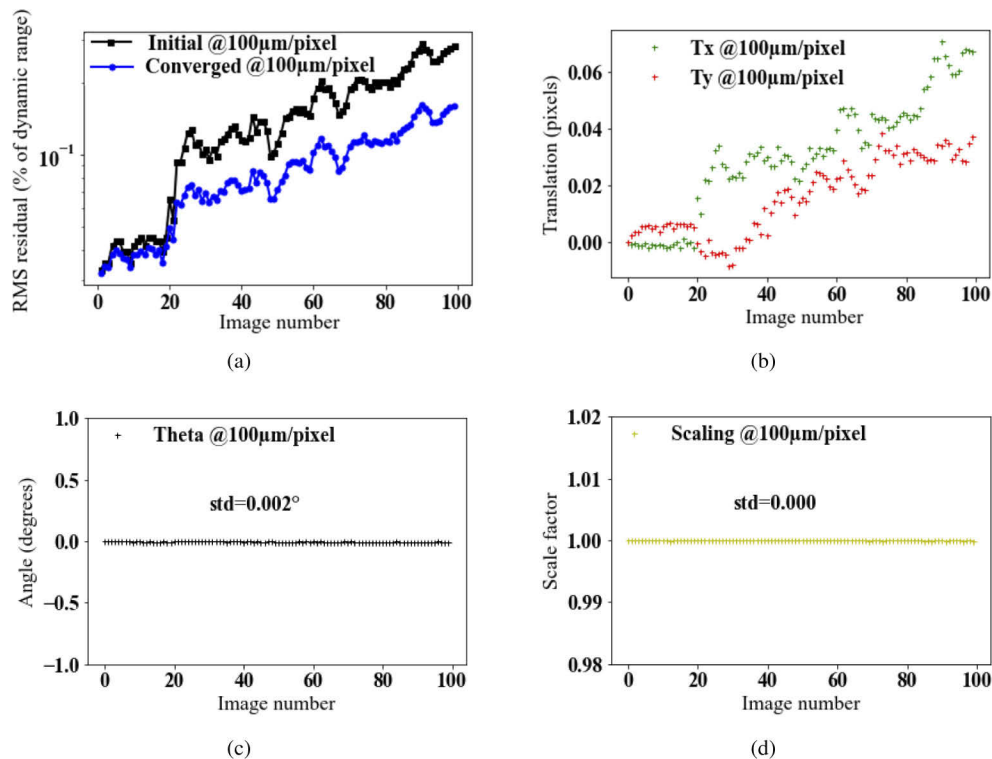 RMS residual (% of dynamic range)
10⁻¹
Initial @100µm/pixel
Converged @100µm/pixel
0 20 40 60 80 100
Image number
(a)
Translation (pixels)
0.06
0.04
0.02
0.00
Tx @100µm/pixel
Ty @100µm/pixel
0 20 40 60 80 100
Image number
(b)
Angle (degrees)
1.0
0.5
0.0
−0.5
−1.0
Theta @100µm/pixel
std=0.002°
0 20 40 60 80 100
Image number
(c)
Scale factor
1.02
1.01
1.00
0.99
0.98
Scaling @100µm/pixel
std=0.000
0 20 40 60 80 100
Image number
(d)